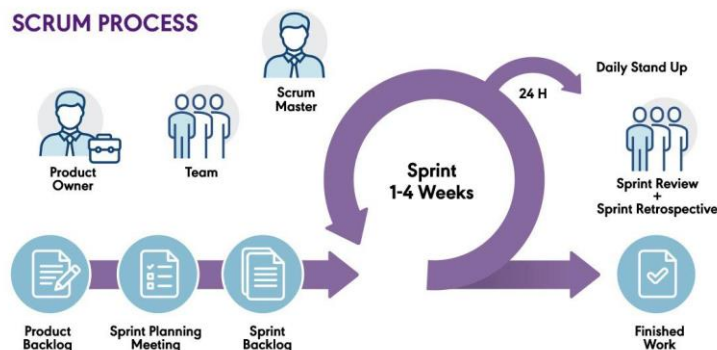 SCRUM PROCESS
Scrum
Master
Product
Owner
Team
24 H
Daily Stand Up
Sprint
1-4 Weeks
Sprint Review
+
Sprint Retrospective
Product
Backlog
Sprint Planning
Meeting
Sprint
Backlog
Finished
Work